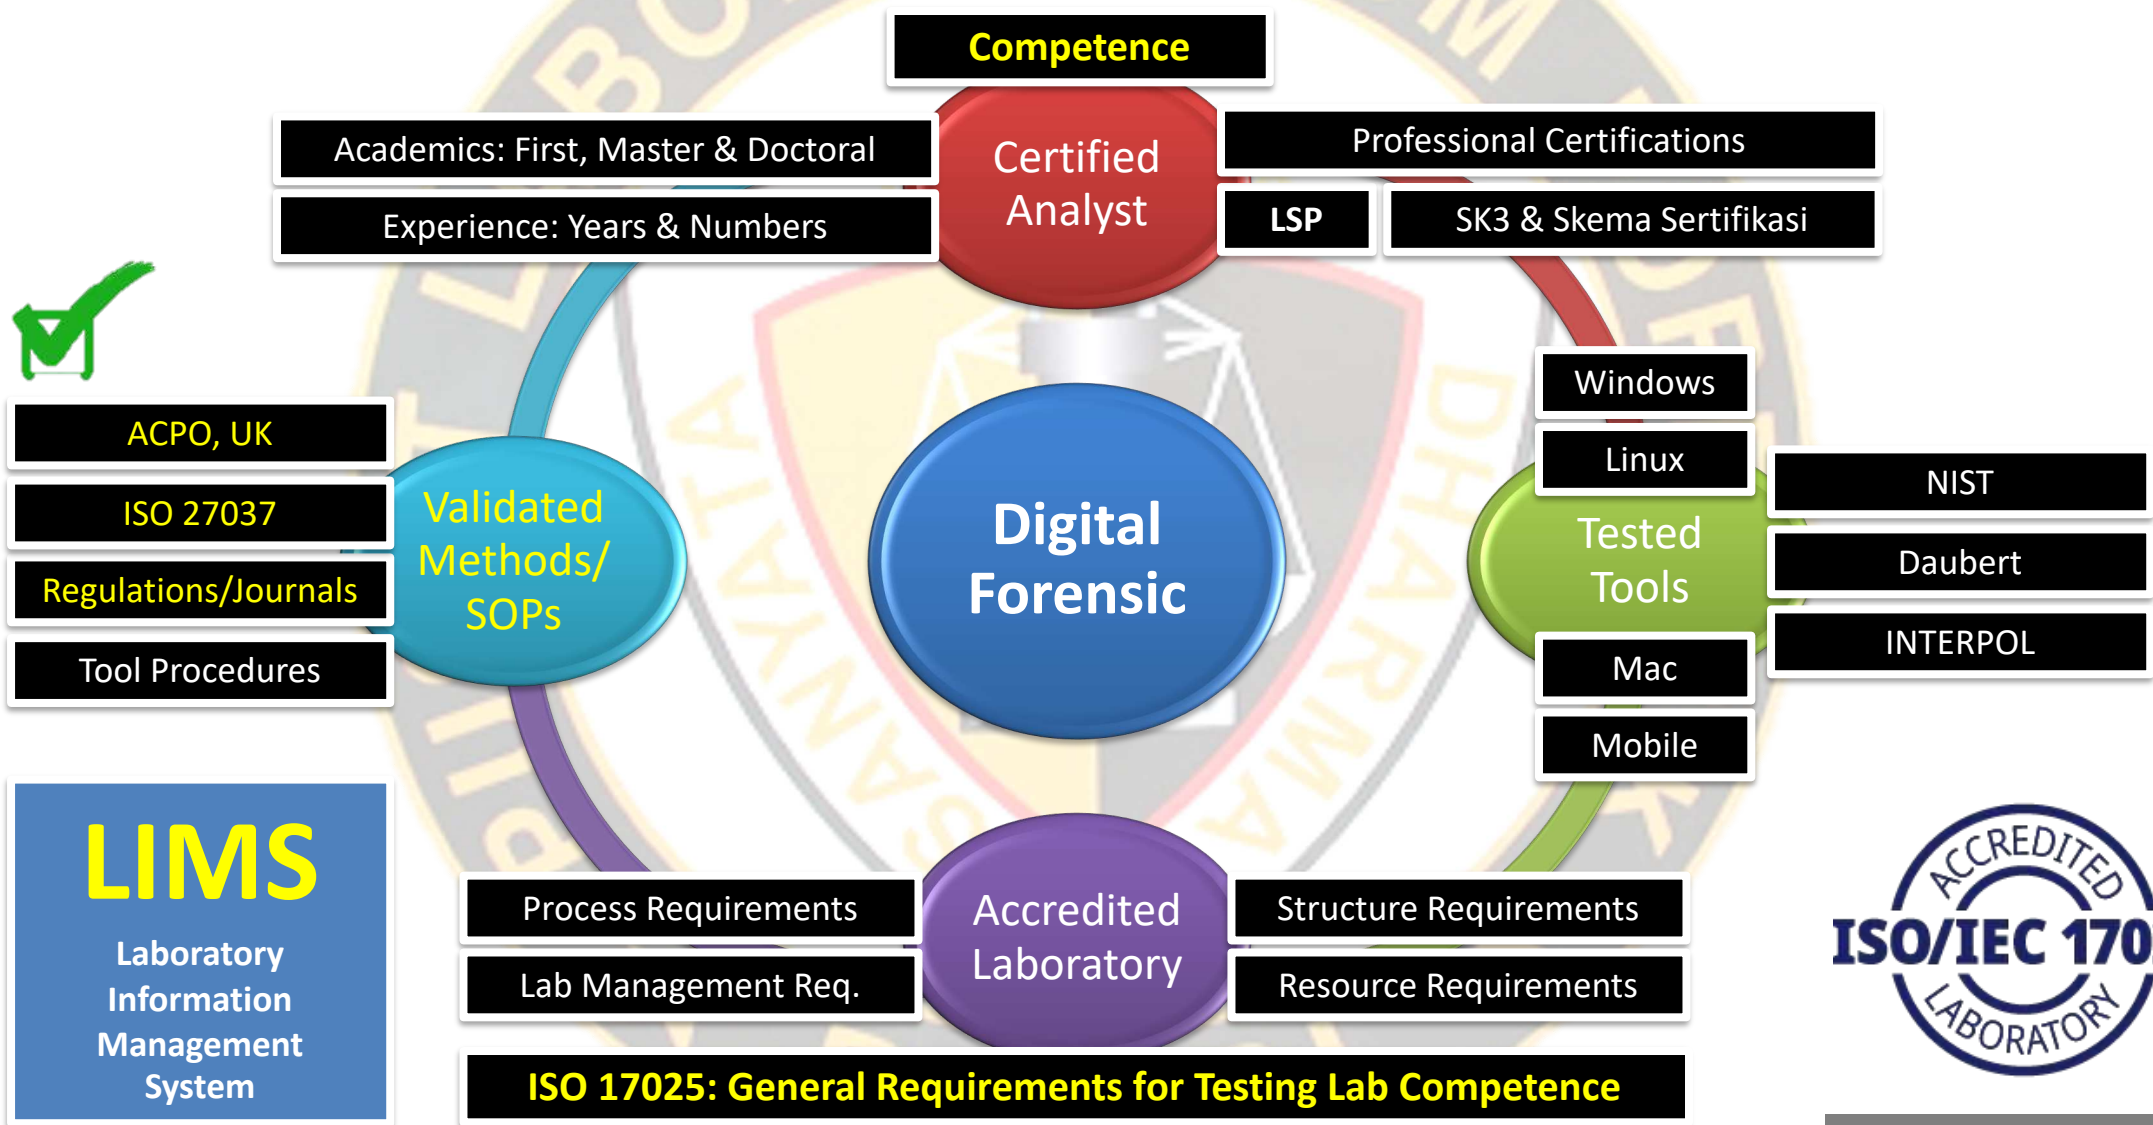 Competence
Academics: First, Master & Doctoral
Experience: Years & Numbers
Certified
Analyst
Professional Certifications
LSP
SK3 & Skema Sertifikasi
ACPO, UK
ISO 27037
Regulations/Journals
Tool Procedures
Validated
Methods/
SOPs
Digital
Forensic
Windows
Linux
Tested
Tools
Mac
Mobile
NIST
Daubert
INTERPOL
LIMS
Laboratory
Information
Management
System
Process Requirements
Lab Management Req.
Accredited
Laboratory
Structure Requirements
Resource Requirements
ISO 17025: General Requirements for Testing Lab Competence
ACCREDITED
ISO/IEC 170
LABORATORY
SANYATA
DHARMA